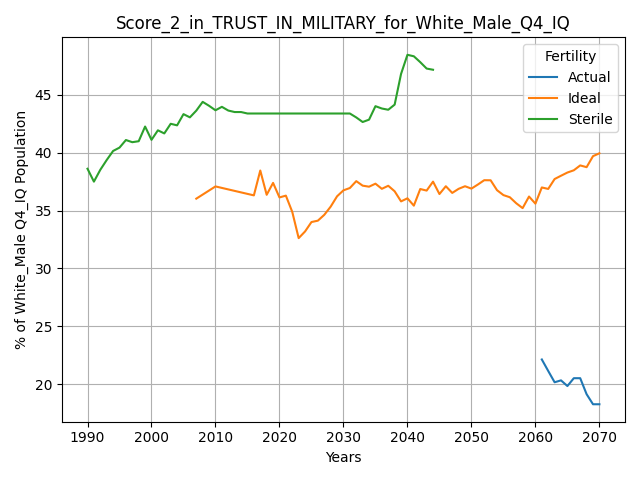 Score_2_in_TRUST_IN_MILITARY_for_White_Male_Q4_IQ
Fertility
Actual
Ideal
Sterile
% of White_Male Q4_IQ Population
45
40
35
30
25
20
1990 2000 2010 2020 2030 2040 2050 2060 2070
Years